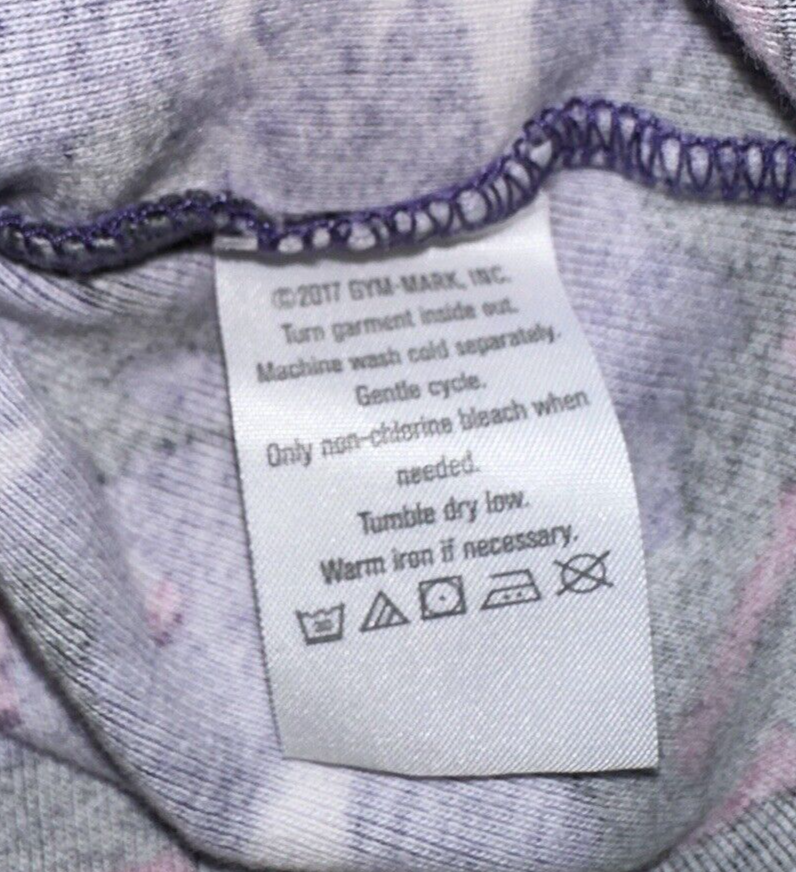 ©2017 GYM-MARK, INC.
Turn garment inside out.
Machine wash cold separately.
Gentle cycle.
Only non-chlorine bleach when
needed.
Tumble dry low.
Warm iron if necessary.